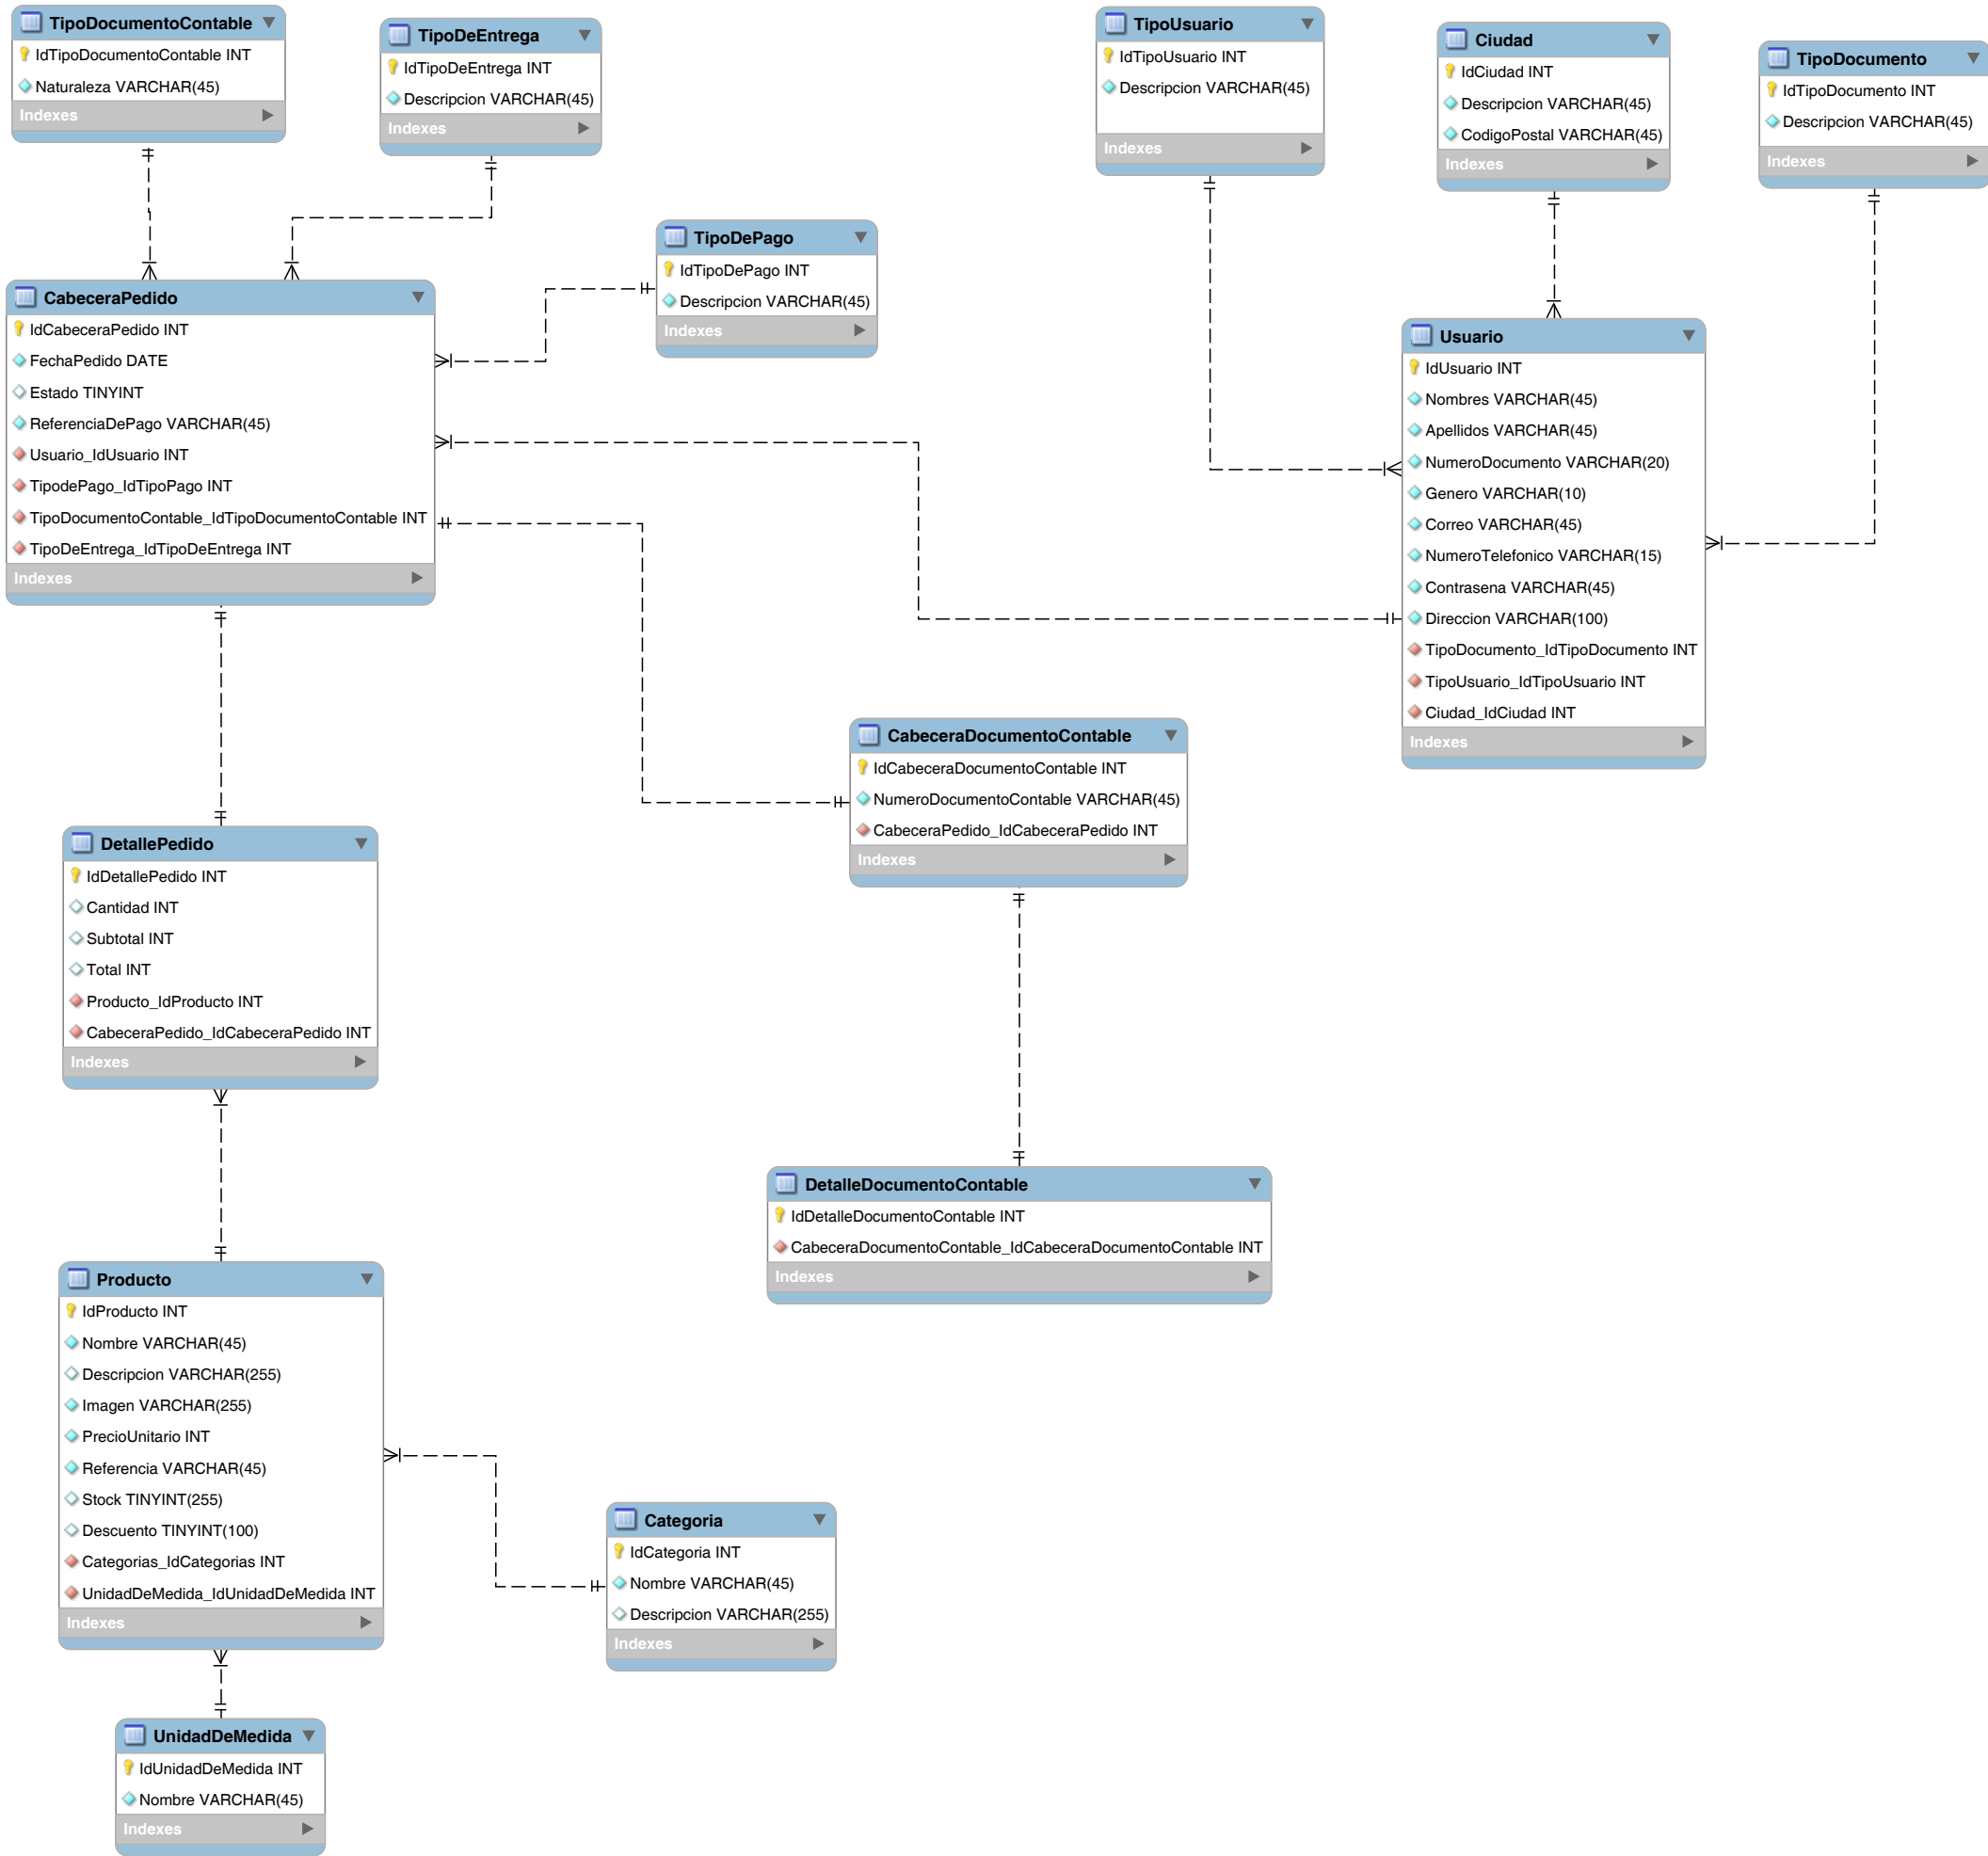 TipoDocumentoContable
IdTipoDocumentoContable INT
Naturaleza VARCHAR(45)
Indexes
TipoDeEntrega
IdTipoDeEntrega INT
Descripcion VARCHAR(45)
Indexes
TipoUsuario
IdTipoUsuario INT
Descripcion VARCHAR(45)
Indexes
Ciudad
IdCiudad INT
Descripcion VARCHAR(45)
CodigoPostal VARCHAR(45)
Indexes
TipoDocumento
IdTipoDocumento INT
Descripcion VARCHAR(45)
Indexes
TipoDePago
IdTipoDePago INT
Descripcion VARCHAR(45)
Indexes
CabeceraPedido
IdCabeceraPedido INT
FechaPedido DATE
Estado TINYINT
ReferenciaDePago VARCHAR(45)
Usuario_IdUsuario INT
TipodePago_IdTipoPago INT
TipoDocumentoContable_IdTipoDocumentoContable INT
TipoDeEntrega_IdTipoDeEntrega INT
Indexes
Usuario
IdUsuario INT
Nombres VARCHAR(45)
Apellidos VARCHAR(45)
NumeroDocumento VARCHAR(20)
Genero VARCHAR(10)
Correo VARCHAR(45)
NumeroTelefonico VARCHAR(15)
Contrasena VARCHAR(45)
Direccion VARCHAR(100)
TipoDocumento_IdTipoDocumento INT
TipoUsuario_IdTipoUsuario INT
Ciudad_IdCiudad INT
Indexes
CabeceraDocumentoContable
IdCabeceraDocumentoContable INT
NumeroDocumentoContable VARCHAR(45)
CabeceraPedido_IdCabeceraPedido INT
Indexes
DetallePedido
IdDetallePedido INT
Cantidad INT
Subtotal INT
Total INT
Producto_IdProducto INT
CabeceraPedido_IdCabeceraPedido INT
Indexes
DetalleDocumentoContable
IdDetalleDocumentoContable INT
CabeceraDocumentoContable_IdCabeceraDocumentoContable INT
Indexes
Producto
IdProducto INT
Nombre VARCHAR(45)
Descripcion VARCHAR(255)
Imagen VARCHAR(255)
PrecioUnitario INT
Referencia VARCHAR(45)
Stock TINYINT(255)
Descuento TINYINT(100)
Categorias_IdCategorias INT
UnidadDeMedida_IdUnidadDeMedida INT
Indexes
Categoria
IdCategoria INT
Nombre VARCHAR(45)
Descripcion VARCHAR(255)
Indexes
UnidadDeMedida
IdUnidadDeMedida INT
Nombre VARCHAR(45)
Indexes